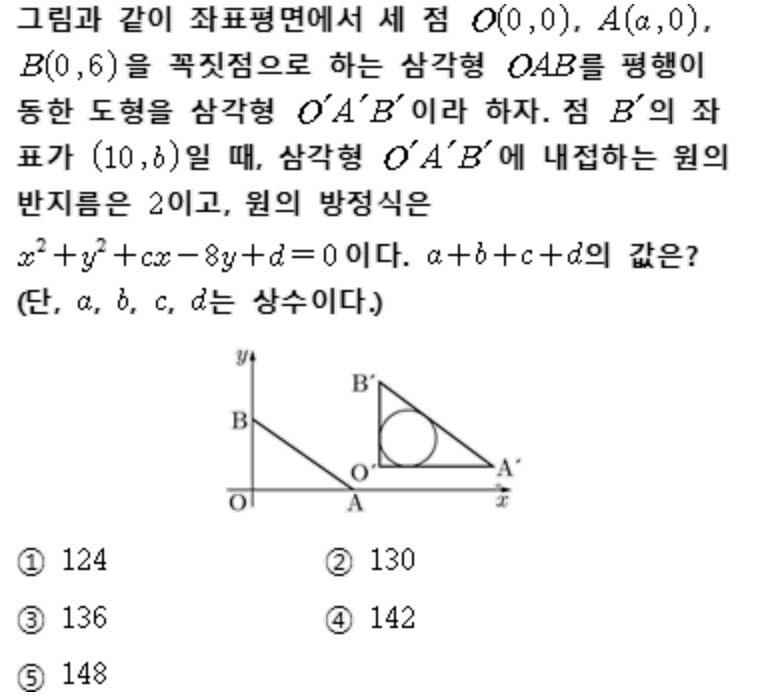 그림과 같이 좌표평면에서 세 점 O(0,0), A(a,0),
B(0,6)을 꼭짓점으로 하는 삼각형 OAB를 평행이
동한 도형을 삼각형 O′A′B′이라 하자. 점 B′의 좌
표가 (10,b)일 때, 삼각형 O′A′B′에 내접하는 원의
반지름은 2이고, 원의 방정식은
x²+y²+cx−8y+d=0이다. a+b+c+d의 값은?
(단, a, b, c, d는 상수이다.)
y
B′
B
O′
A′
O
A
x
① 124
② 130
③ 136
④ 142
⑤ 148